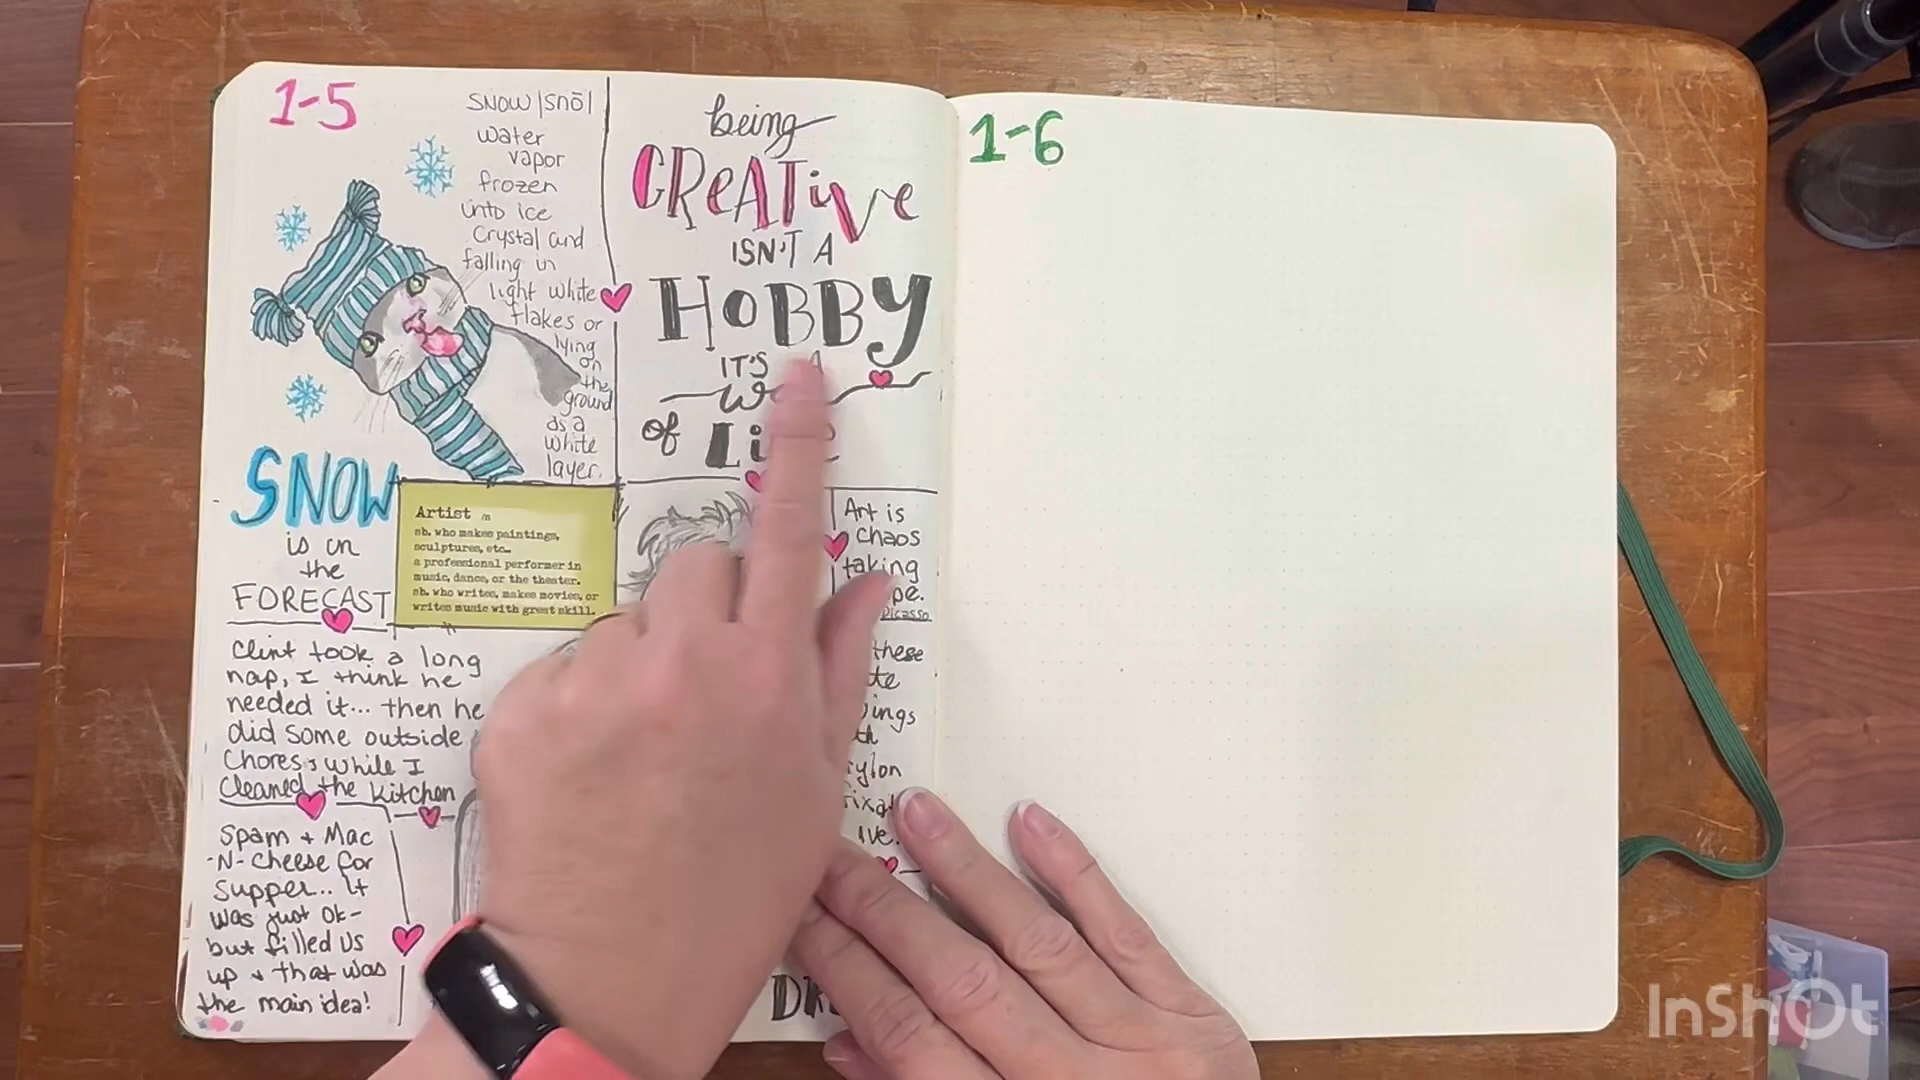 1-5
SNOW |snō|
water
vapor
frozen
into ice
Crystal and
falling in
light white
flakes or
lying
on
the
ground
as a
white
layer.
SNOW
is in
the
FORECAST
Artist n
sb. who makes paintings,
sculptures, etc..
a professional performer in
music, dance, or the theater.
sb. who writes, makes movies, or
writes music with great skill.
Clint took a long
nap, I think he
needed it... then he
did some outside
Chores, while I
Cleaned the Kitchen
Spam + Mac
-N- Cheese for
Supper... It
was just ok-
but filled us
up + that was
the main idea!
being
CREATIVE
ISN'T A
HOBBY
IT'S A
of
Art is
Chaos
taking
Picasso
these
1-6
InShOt